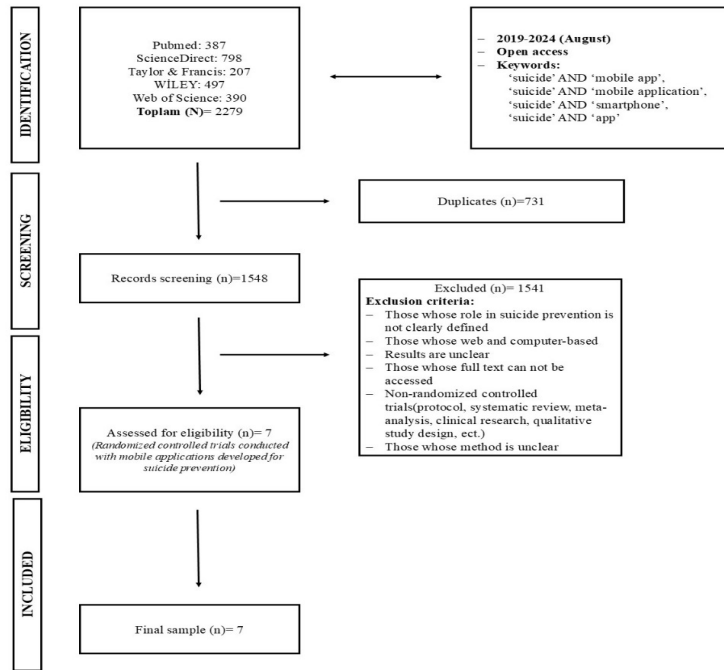 IDENTIFICATION
Pubmed: 387
ScienceDirect: 798
Taylor & Francis: 207
WİLEY: 497
Web of Science: 390
Toplam (N)= 2279
– 2019-2024 (August)
– Open access
– Keywords:
‘suicide’ AND ‘mobile app’,
‘suicide’ AND ‘mobile application’,
‘suicide’ AND ‘smartphone’,
‘suicide’ AND ‘app’
SCREENING
Duplicates (n)=731
Records screening (n)=1548
Excluded (n)= 1541
Exclusion criteria:
– Those whose role in suicide prevention is
not clearly defined
– Those whose web and computer-based
– Results are unclear
– Those whose full text can not be
accessed
– Non-randomized controlled
trials(protocol, systematic review, meta-
analysis, clinical research, qualitative
study design, ect.)
– Those whose method is unclear
ELIGIBILITY
Assessed for eligibility (n)= 7
(Randomized controlled trials conducted
with mobile applications developed for
suicide prevention)
INCLUDED
Final sample (n)= 7